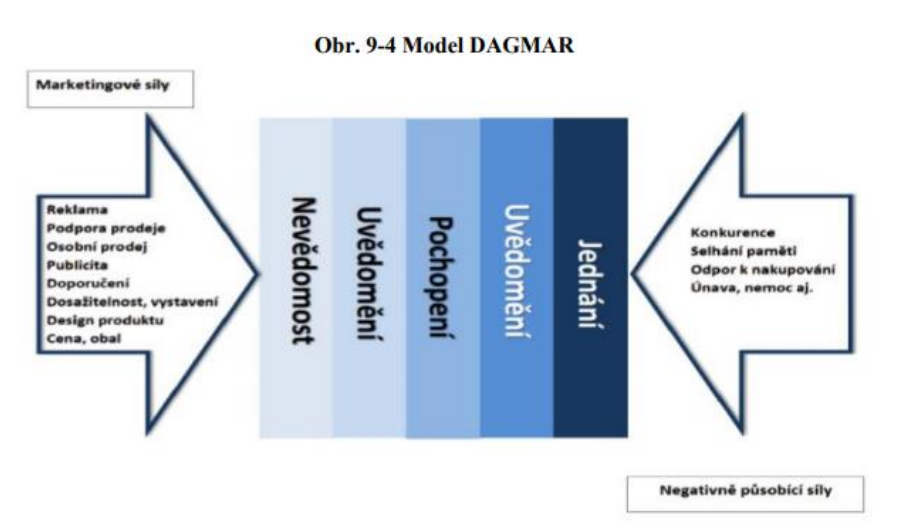 Obr. 9-4 Model DAGMAR
Marketingové síly
Reklama
Podpora prodeje
Osobní prodej
Publicita
Doporučení
Dosažitelnost, vystavení
Design produktu
Cena, obal
Nevědomost
Uvědomění
Pochopení
Uvědomění
Jednání
Konkurence
Selhání paměti
Odpor k nakupování
Únava, nemoc aj.
Negativně působící síly